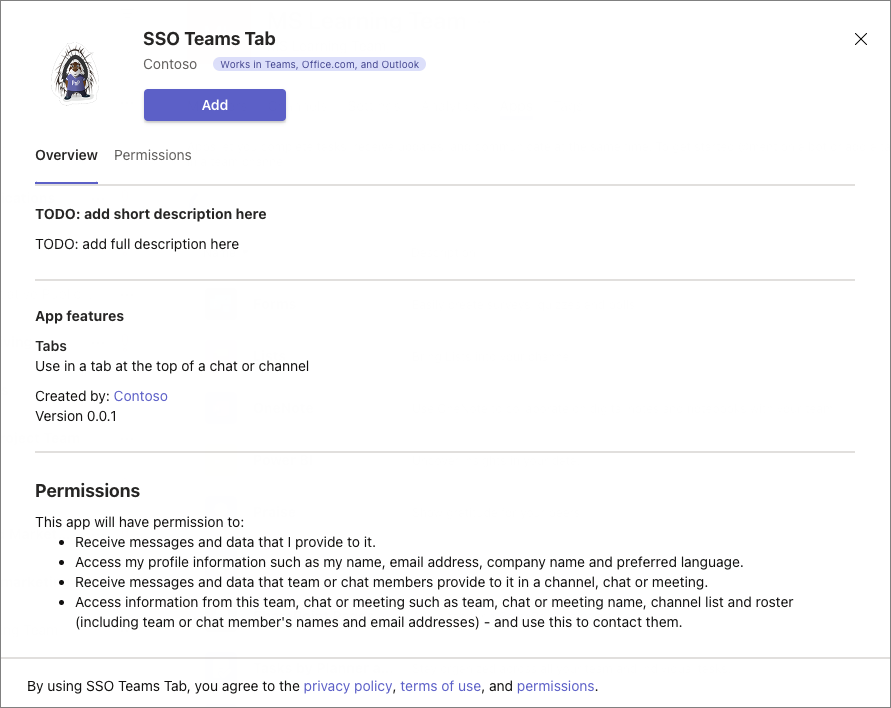 SSO Teams Tab
Contoso
Works in Teams, Office.com, and Outlook
Add
Overview
Permissions
TODO: add short description here
TODO: add full description here
App features
Tabs
Use in a tab at the top of a chat or channel
Created by: Contoso
Version 0.0.1
Permissions
This app will have permission to:
Receive messages and data that I provide to it.
Access my profile information such as my name, email address, company name and preferred language.
Receive messages and data that team or chat members provide to it in a channel, chat or meeting.
Access information from this team, chat or meeting such as team, chat or meeting name, channel list and roster
(including team or chat member's names and email addresses) - and use this to contact them.
By using SSO Teams Tab, you agree to the privacy policy, terms of use, and permissions.